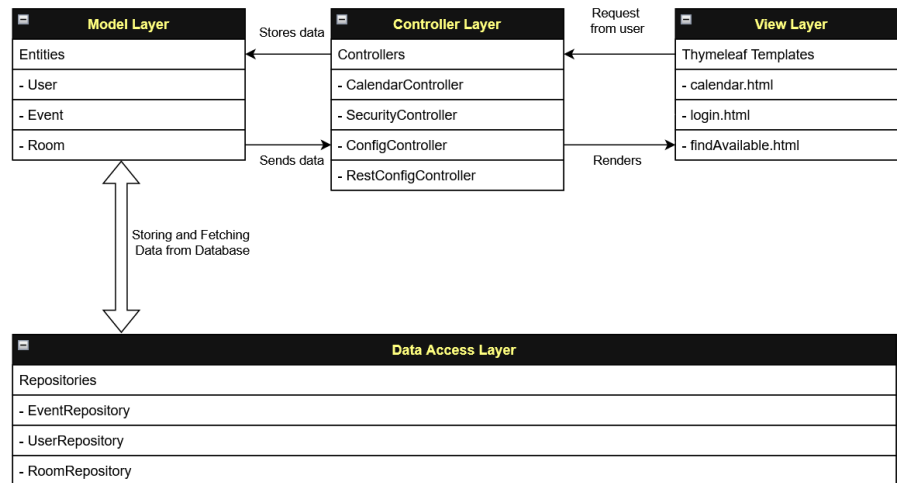 Model Layer
Entities
- User
- Event
- Room
Stores data
Sends data
Controller Layer
Controllers
- CalendarController
- SecurityController
- ConfigController
- RestConfigController
Request
from user
Renders
View Layer
Thymeleaf Templates
- calendar.html
- login.html
- findAvailable.html
Storing and Fetching
Data from Database
Data Access Layer
Repositories
- EventRepository
- UserRepository
- RoomRepository